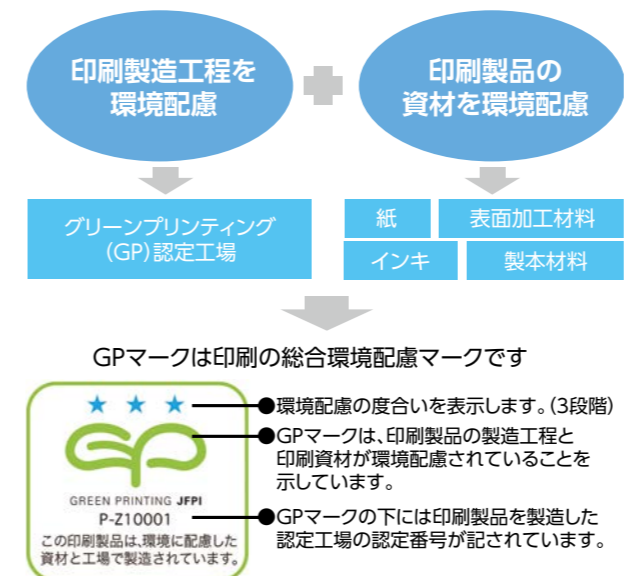 印刷製造工程を
環境配慮
印刷製品の
資材を環境配慮
グリーンプリンティング
(GP)認定工場
紙
表面加工材料
インキ
製本材料
GPマークは印刷の総合環境配慮マークです
GP
GREEN PRINTING JFPI
P-Z10001
この印刷製品は、環境に配慮した
資材と工場で製造されています。
●環境配慮の度合いを表示します。(3段階)
●GPマークは、印刷製品の製造工程と
印刷資材が環境配慮されていることを
示しています。
●GPマークの下には印刷製品を製造した
認定工場の認定番号が記されています。